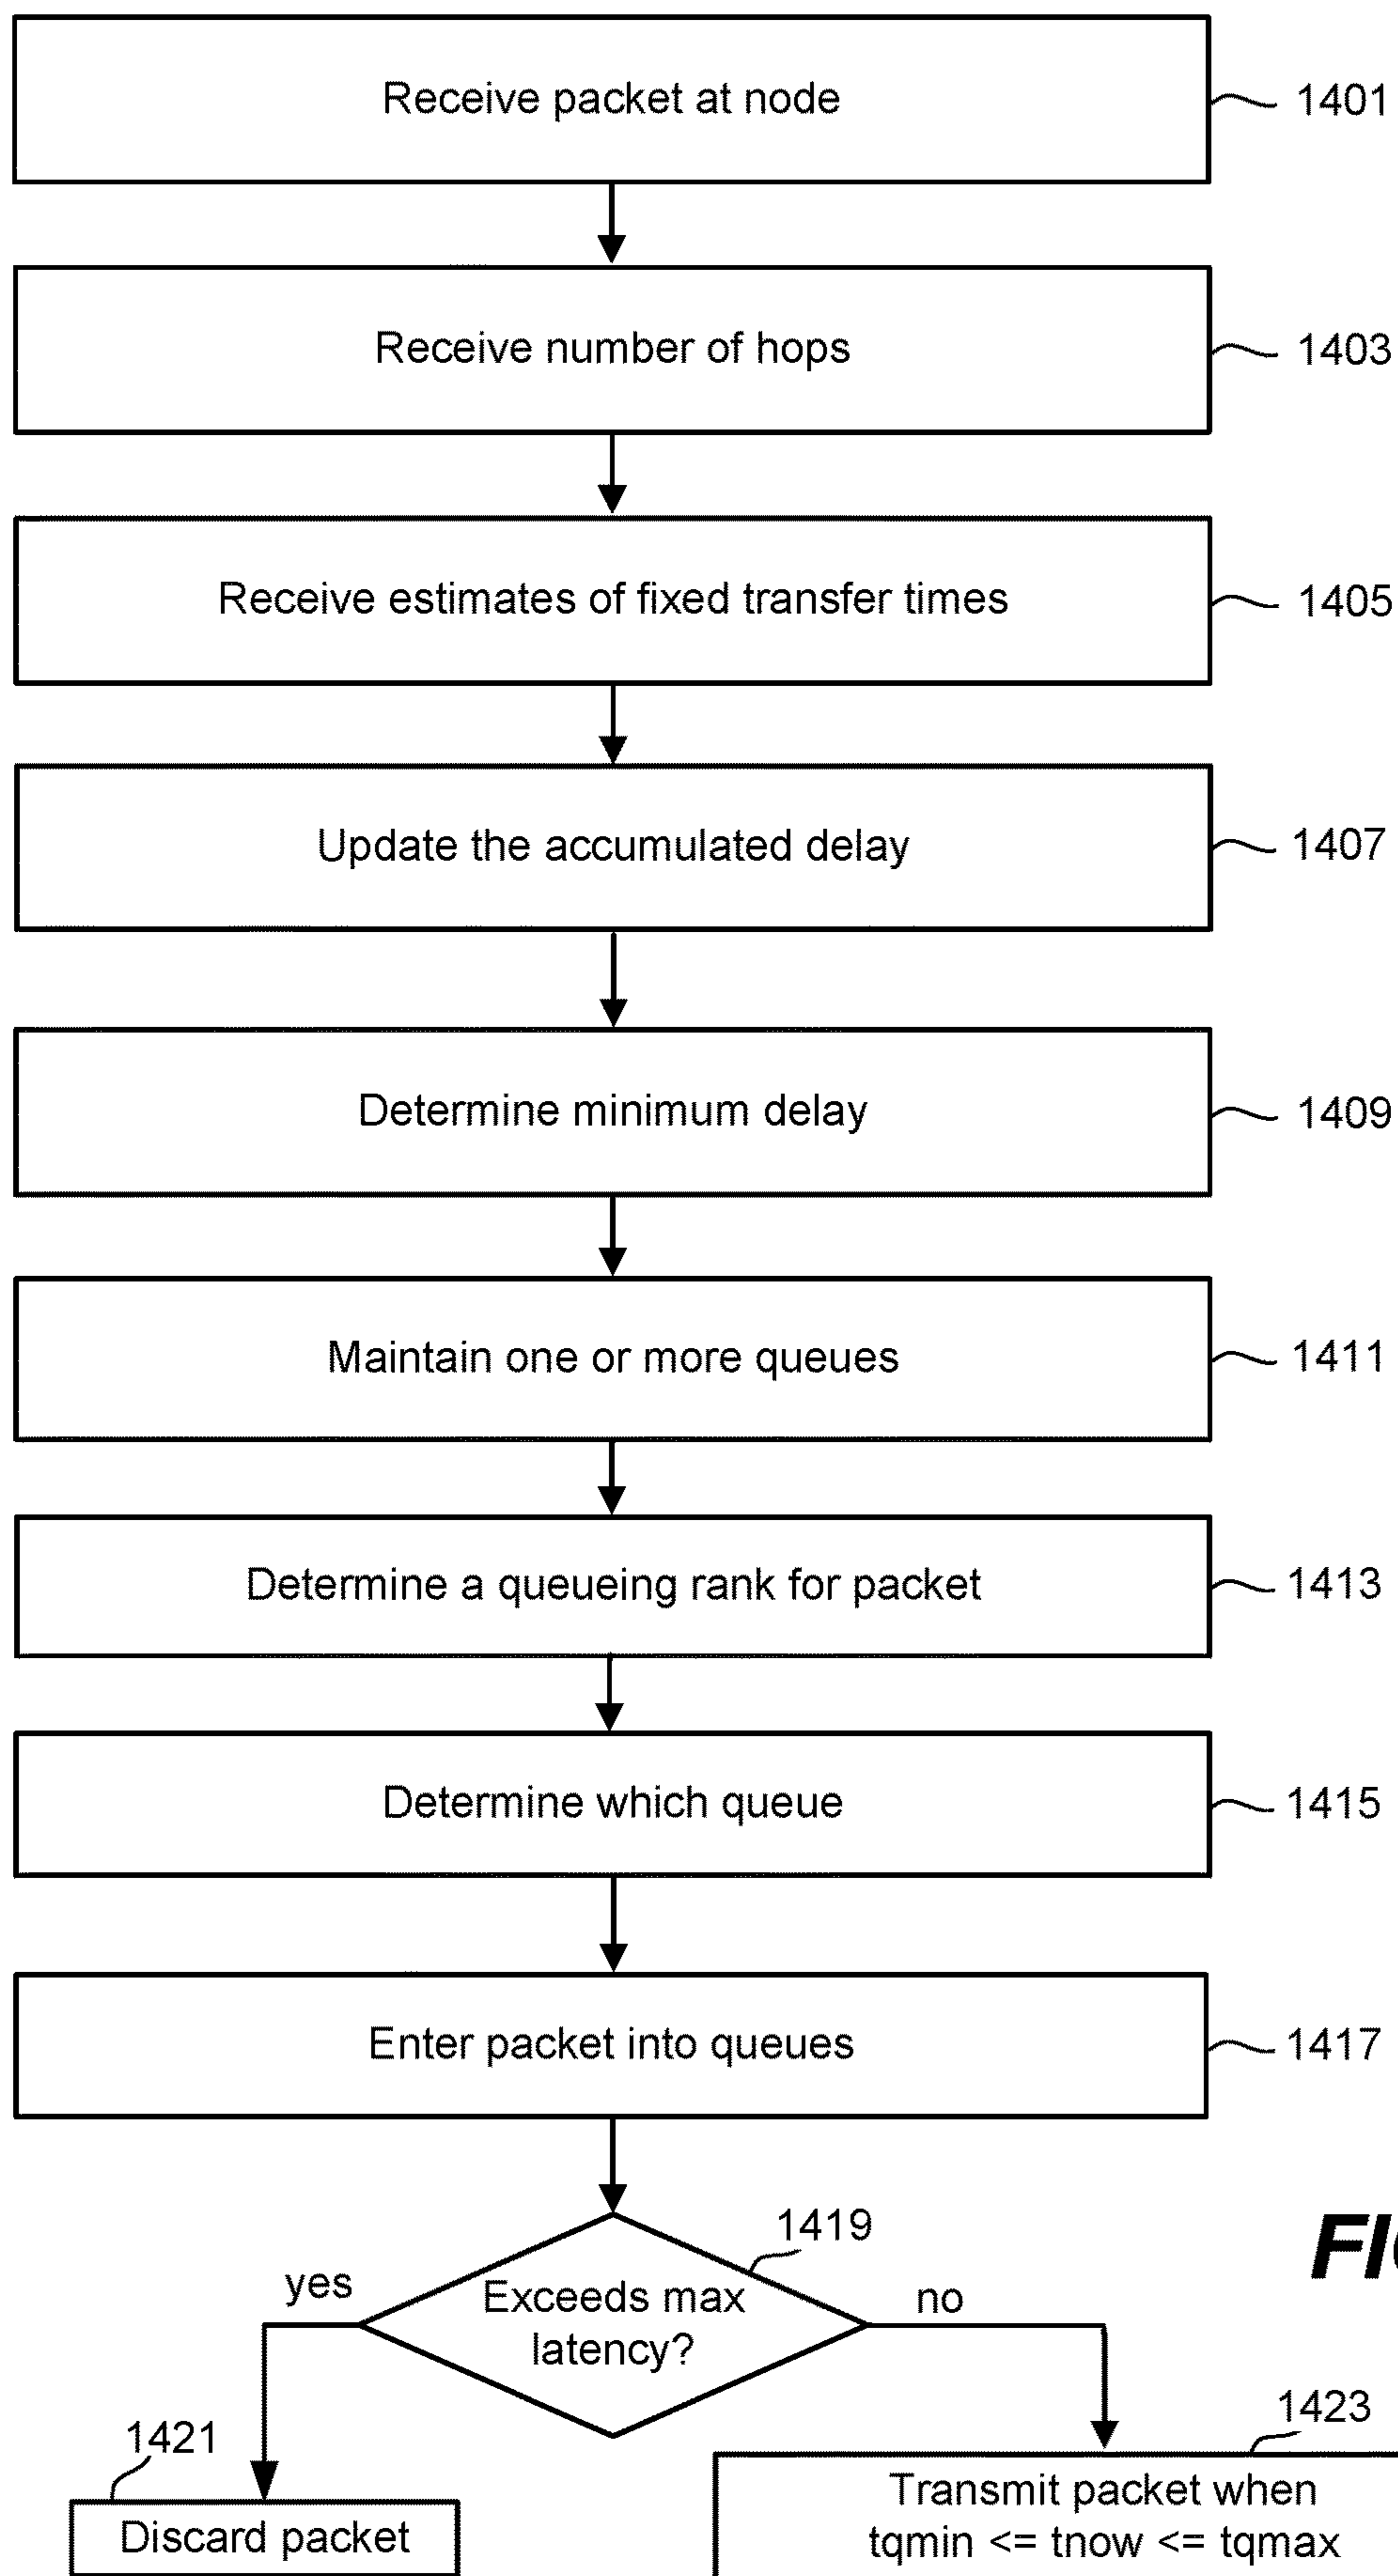 Receive packet at node
1401
Receive number of hops
1403
Receive estimates of fixed transfer times
1405
Update the accumulated delay
1407
Determine minimum delay
1409
Maintain one or more queues
1411
Determine a queueing rank for packet
1413
Determine which queue
1415
Enter packet into queues
1417
1419
Exceeds max
latency?
yes
no
FI
1421
Discard packet
1423
Transmit packet when
tqmin <= tnow <= tqmax